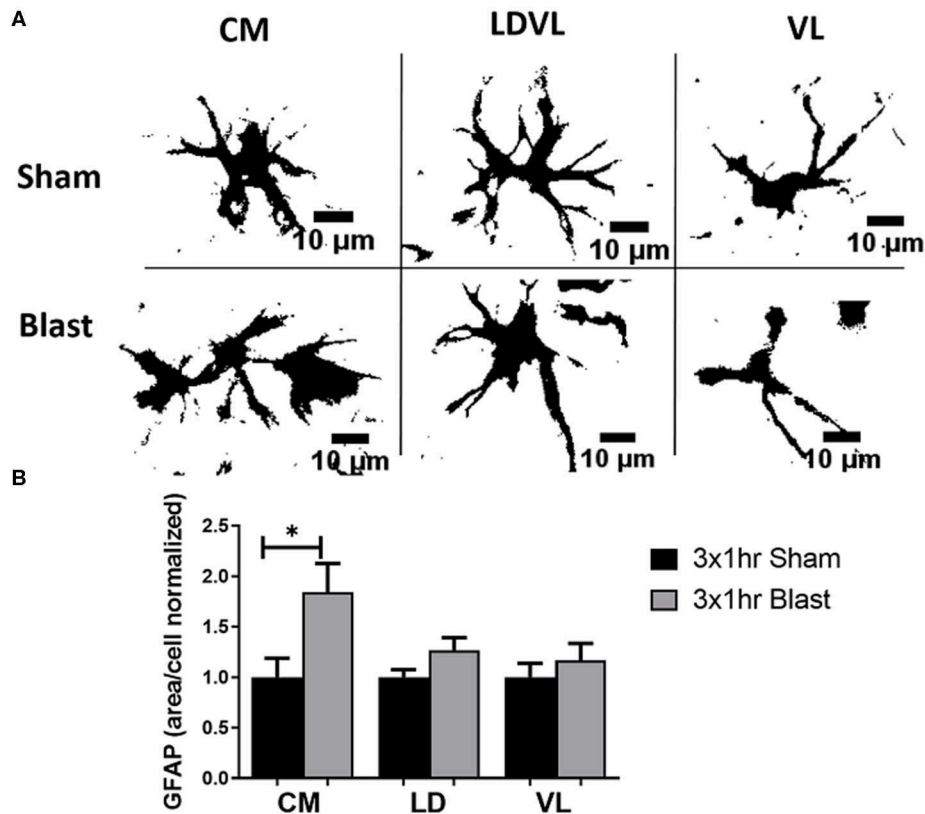 A
CM LDVL VL
Sham
10 µm 10 µm 10 µm
Blast
10 µm 10 µm 10 µm
B
GFAP (area/cell normalized)
2.5
2.0
1.5
1.0
0.5
0.0
*
CM LD VL
3x1hr Sham
3x1hr Blast